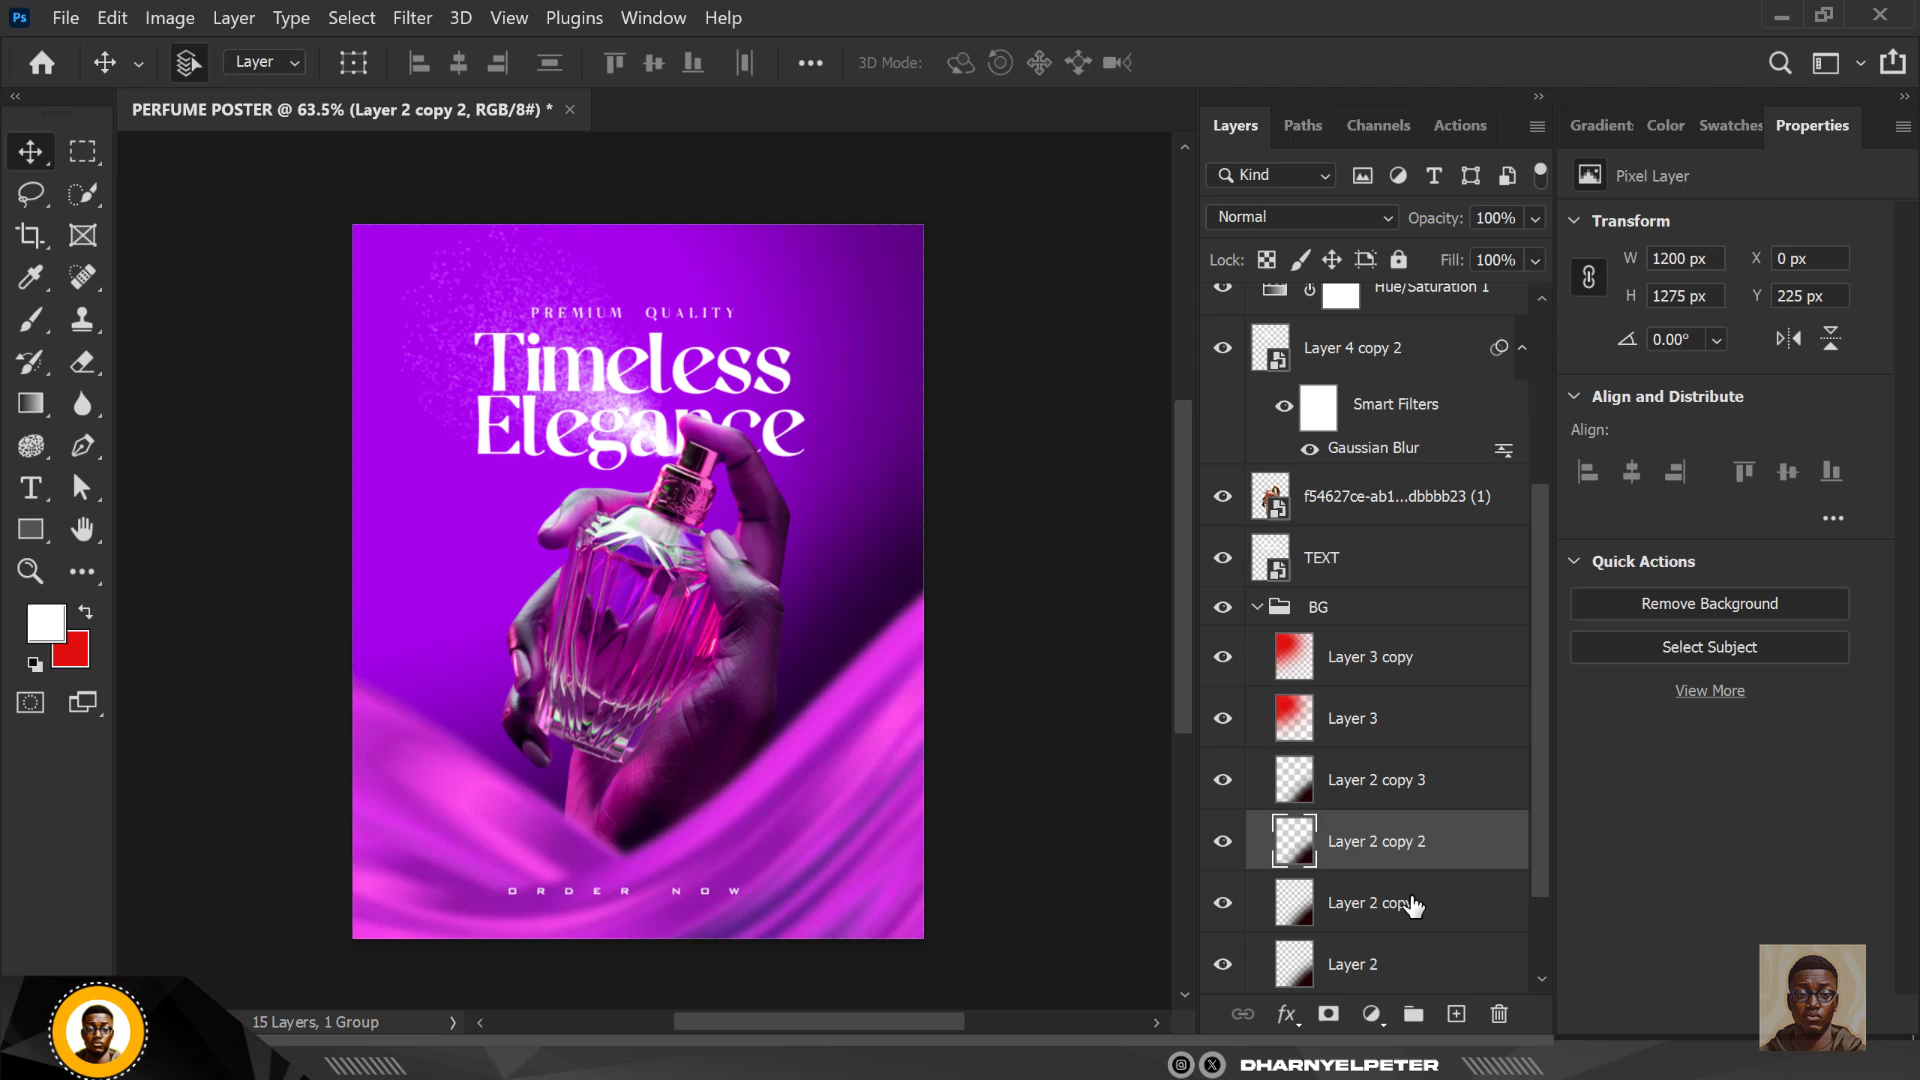 Ps File Edit Image Layer Type Select Filter 3D View Plugins Window Help
Layer 3D Mode:
PERFUME POSTER @ 63.5% (Layer 2 copy 2, RGB/8#) *
Layers Paths Channels Actions
Color Swatches Properties
Kind
Pixel Layer
Normal Opacity: 100%
Transform
Lock: Fill: 100%
W 1200 px X 0 px
H 1275 px Y 225 px
Hue/Saturation 1
0.00°
Layer 4 copy 2
Smart Filters
Gaussian Blur
Align and Distribute
Align:
f54627ce-ab1...dbbbb23 (1)
TEXT
BG
Quick Actions
Remove Background
Select Subject
View More
Layer 3 copy
Layer 3
Layer 2 copy 3
Layer 2 copy 2
Layer 2 copy
Layer 2
PREMIUM QUALITY
Timeless
Elegance
ORDER NOW
15 Layers, 1 Group
fx
DHARNYELPETER